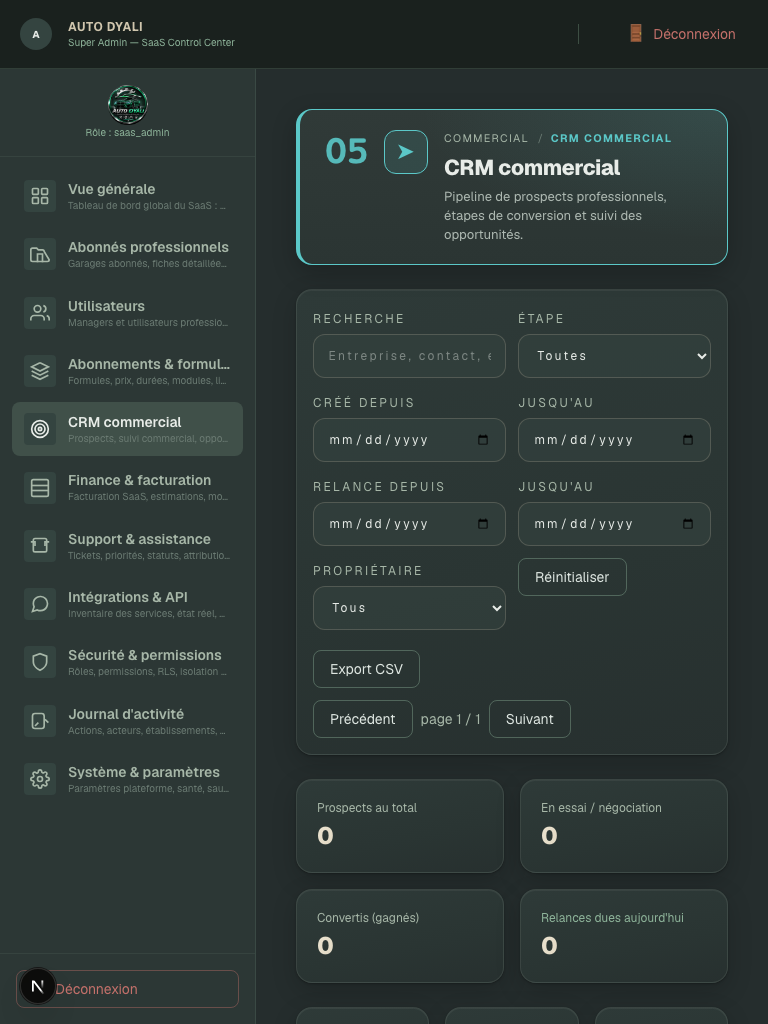 A
AUTO DYALI
Super Admin — SaaS Control Center
Déconnexion
AUTO DYALI
Rôle : saas_admin
Vue générale
Tableau de bord global du SaaS : ...
Abonnés professionnels
Garages abonnés, fiches détaillée...
Utilisateurs
Managers et utilisateurs professio...
Abonnements & formul...
Formules, prix, durées, modules, li...
CRM commercial
Prospects, suivi commercial, oppo...
Finance & facturation
Facturation SaaS, estimations, mo...
Support & assistance
Tickets, priorités, statuts, attributio...
Intégrations & API
Inventaire des services, état réel, ...
Sécurité & permissions
Rôles, permissions, RLS, isolation ...
Journal d'activité
Actions, acteurs, établissements, ...
Système & paramètres
Paramètres plateforme, santé, sau...
N
Déconnexion
05
COMMERCIAL / CRM COMMERCIAL
CRM commercial
Pipeline de prospects professionnels,
étapes de conversion et suivi des
opportunités.
RECHERCHE
Entreprise, contact, e
ÉTAPE
Toutes
CRÉÉ DEPUIS
mm/dd/yyyy
JUSQU'AU
mm/dd/yyyy
RELANCE DEPUIS
mm/dd/yyyy
JUSQU'AU
mm/dd/yyyy
PROPRIÉTAIRE
Tous
Réinitialiser
Export CSV
Précédent page 1 / 1 Suivant
Prospects au total
0
En essai / négociation
0
Convertis (gagnés)
0
Relances dues aujourd'hui
0